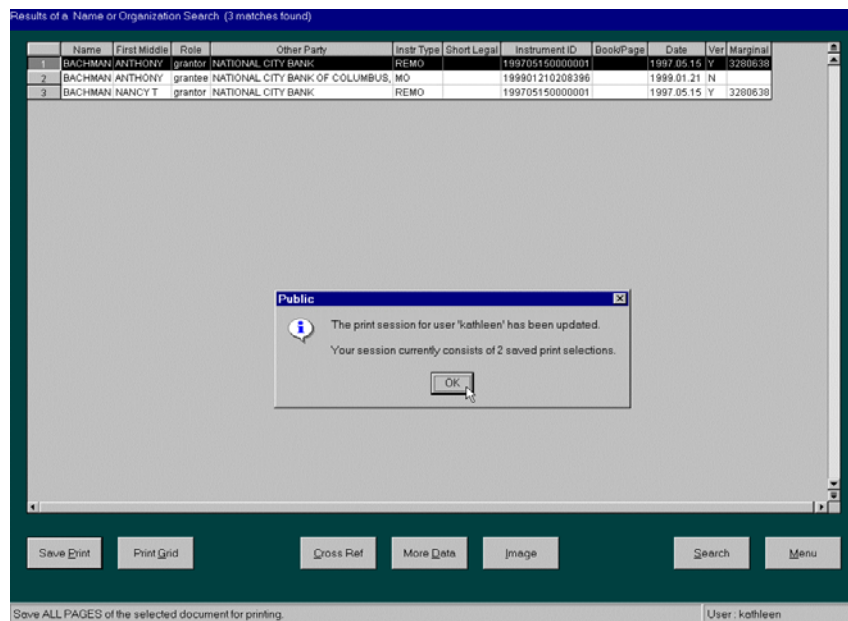 Results of a Name or Organization Search (3 matches found)
Name First Middle Role Other Party Instr Type Short Legal Instrument ID Book/Page Date Ver Marginal
1 BACHMAN ANTHONY grantor NATIONAL CITY BANK REMO 199705150000001 1997.05.15 Y 3280638
2 BACHMAN ANTHONY grantee NATIONAL CITY BANK OF COLUMBUS, MO 199901210208396 1999.01.21 N
3 BACHMAN NANCY T grantor NATIONAL CITY BANK REMO 199705150000001 1997.05.15 Y 3280638
Public
The print session for user 'kathleen' has been updated.
Your session currently consists of 2 saved print selections.
OK
Save Print Print Grid Cross Ref More Data Image Search Menu
Save ALL PAGES of the selected document for printing. User : kathleen